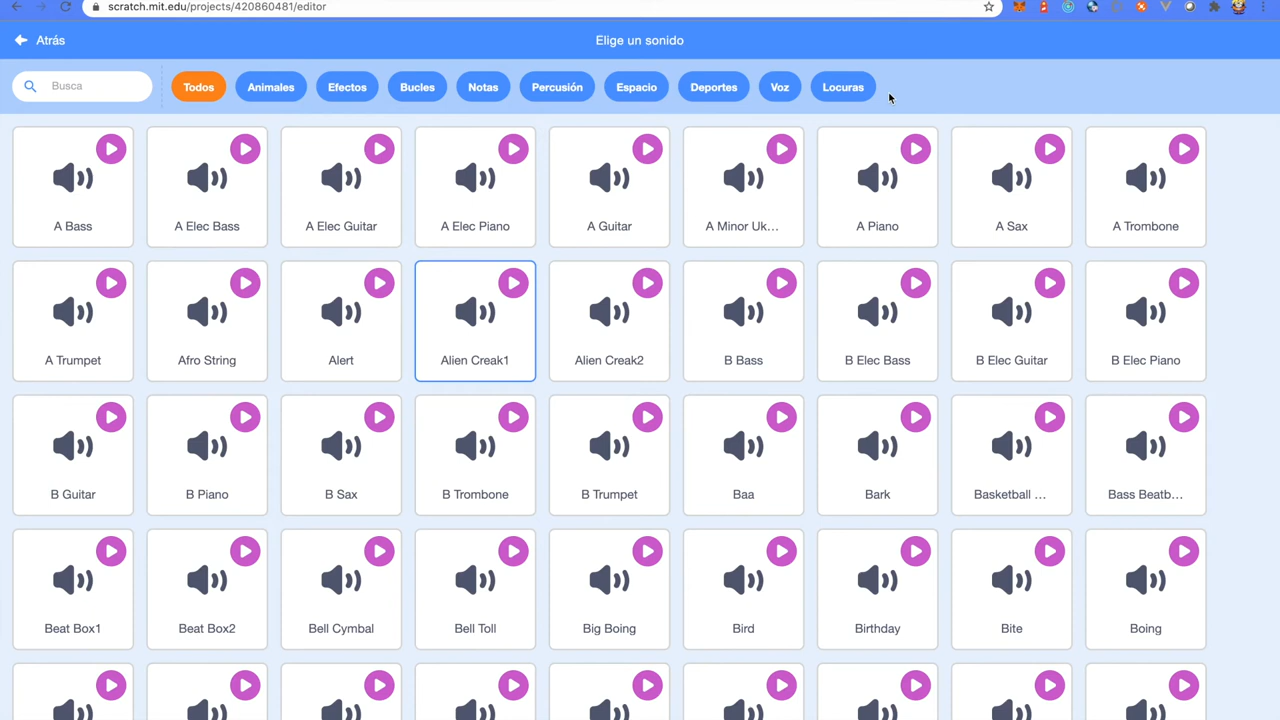 scratch.mit.edu/projects/420860481/editor
Atrás
Elige un sonido
Busca
Todos
Animales
Efectos
Bucles
Notas
Percusión
Espacio
Deportes
Voz
Locuras
A Bass
A Elec Bass
A Elec Guitar
A Elec Piano
A Guitar
A Minor Uk...
A Piano
A Sax
A Trombone
A Trumpet
Afro String
Alert
Alien Creak1
Alien Creak2
B Bass
B Elec Bass
B Elec Guitar
B Elec Piano
B Guitar
B Piano
B Sax
B Trombone
B Trumpet
Baa
Bark
Basketball ...
Bass Beatb...
Beat Box1
Beat Box2
Bell Cymbal
Bell Toll
Big Boing
Bird
Birthday
Bite
Boing